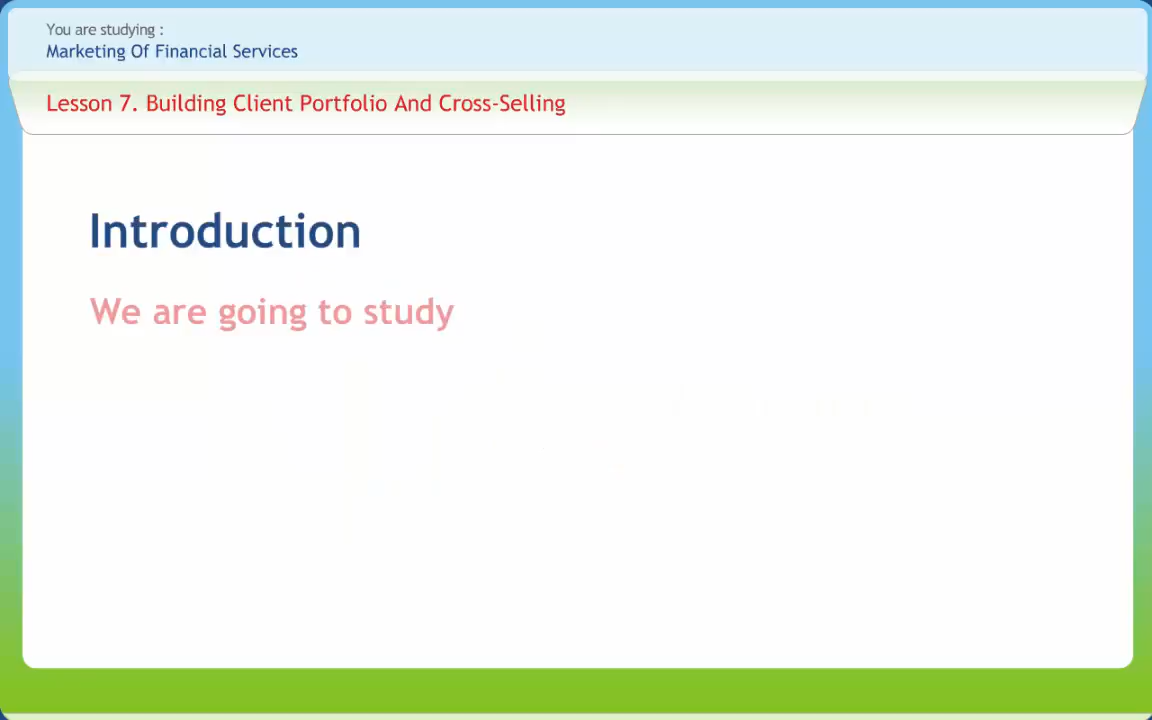 You are studying :
Marketing Of Financial Services
Lesson 7. Building Client Portfolio And Cross-Selling
Introduction
We are going to study